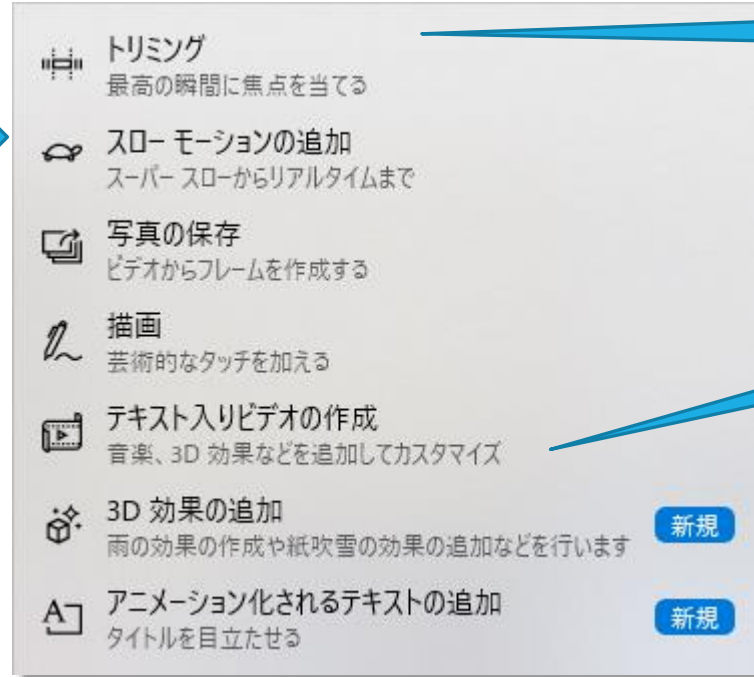 トリミング
最高の瞬間に焦点を当てる
スロー モーションの追加
スーパー スローからリアルタイムまで
写真の保存
ビデオからフレームを作成する
描画
芸術的なタッチを加える
テキスト入りビデオの作成
音楽、3D 効果などを追加してカスタマイズ
3D 効果の追加
雨の効果の作成や紙吹雪の効果の追加などを行います
新規
アニメーション化されるテキストの追加
タイトルを目立たせる
新規